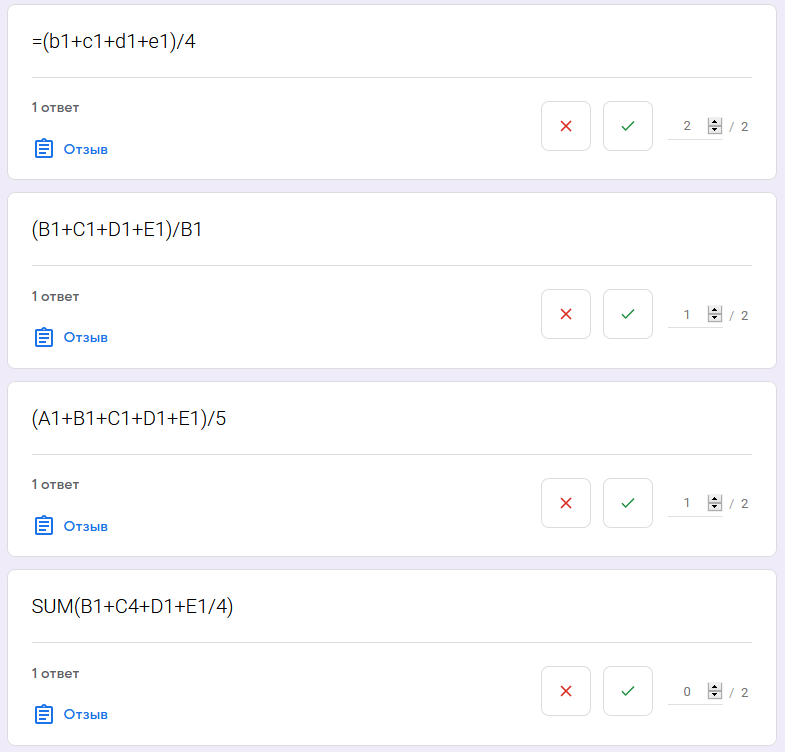 =(b1+c1+d1+e1)/4
1 ответ
2 / 2
Отзыв
(B1+C1+D1+E1)/B1
1 ответ
1 / 2
Отзыв
(A1+B1+C1+D1+E1)/5
1 ответ
1 / 2
Отзыв
SUM(B1+C4+D1+E1/4)
1 ответ
0 / 2
Отзыв